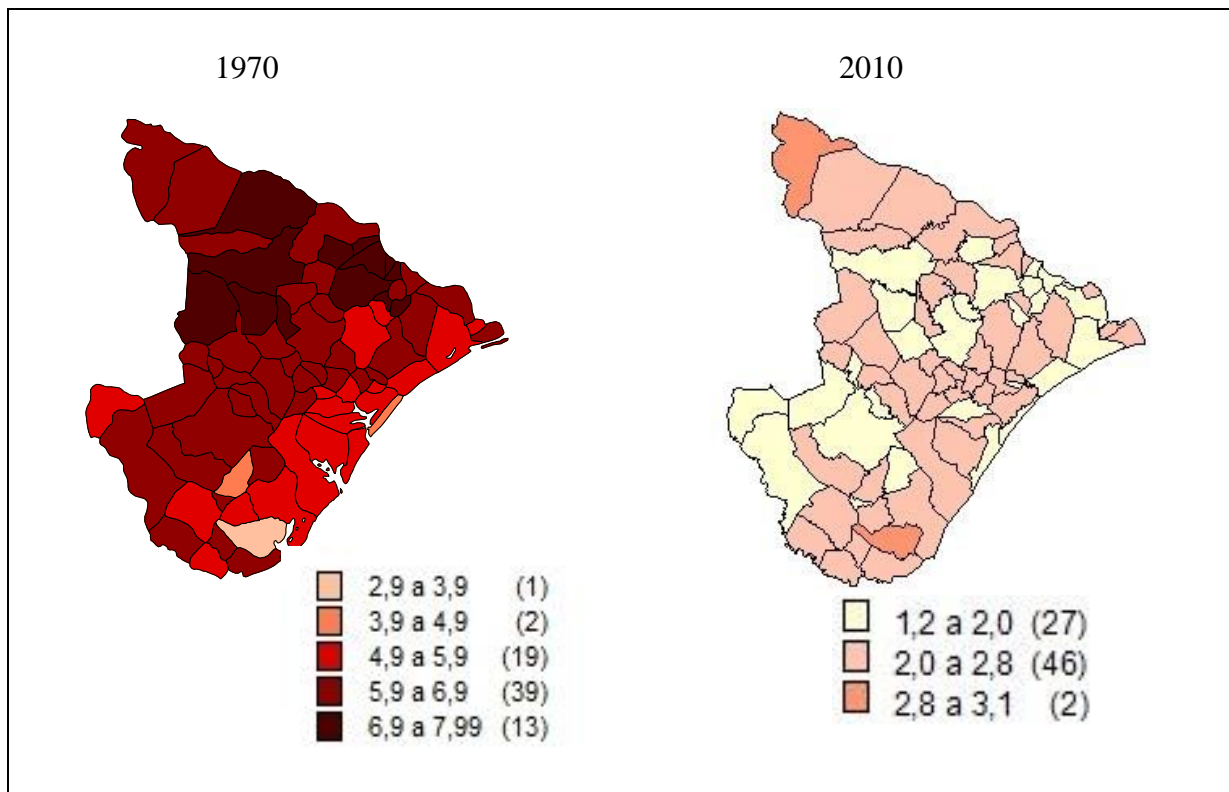 1970
2010
2,9 a 3,9 (1)
3,9 a 4,9 (2)
4,9 a 5,9 (19)
5,9 a 6,9 (39)
6,9 a 7,99 (13)
1,2 a 2,0 (27)
2,0 a 2,8 (46)
2,8 a 3,1 (2)